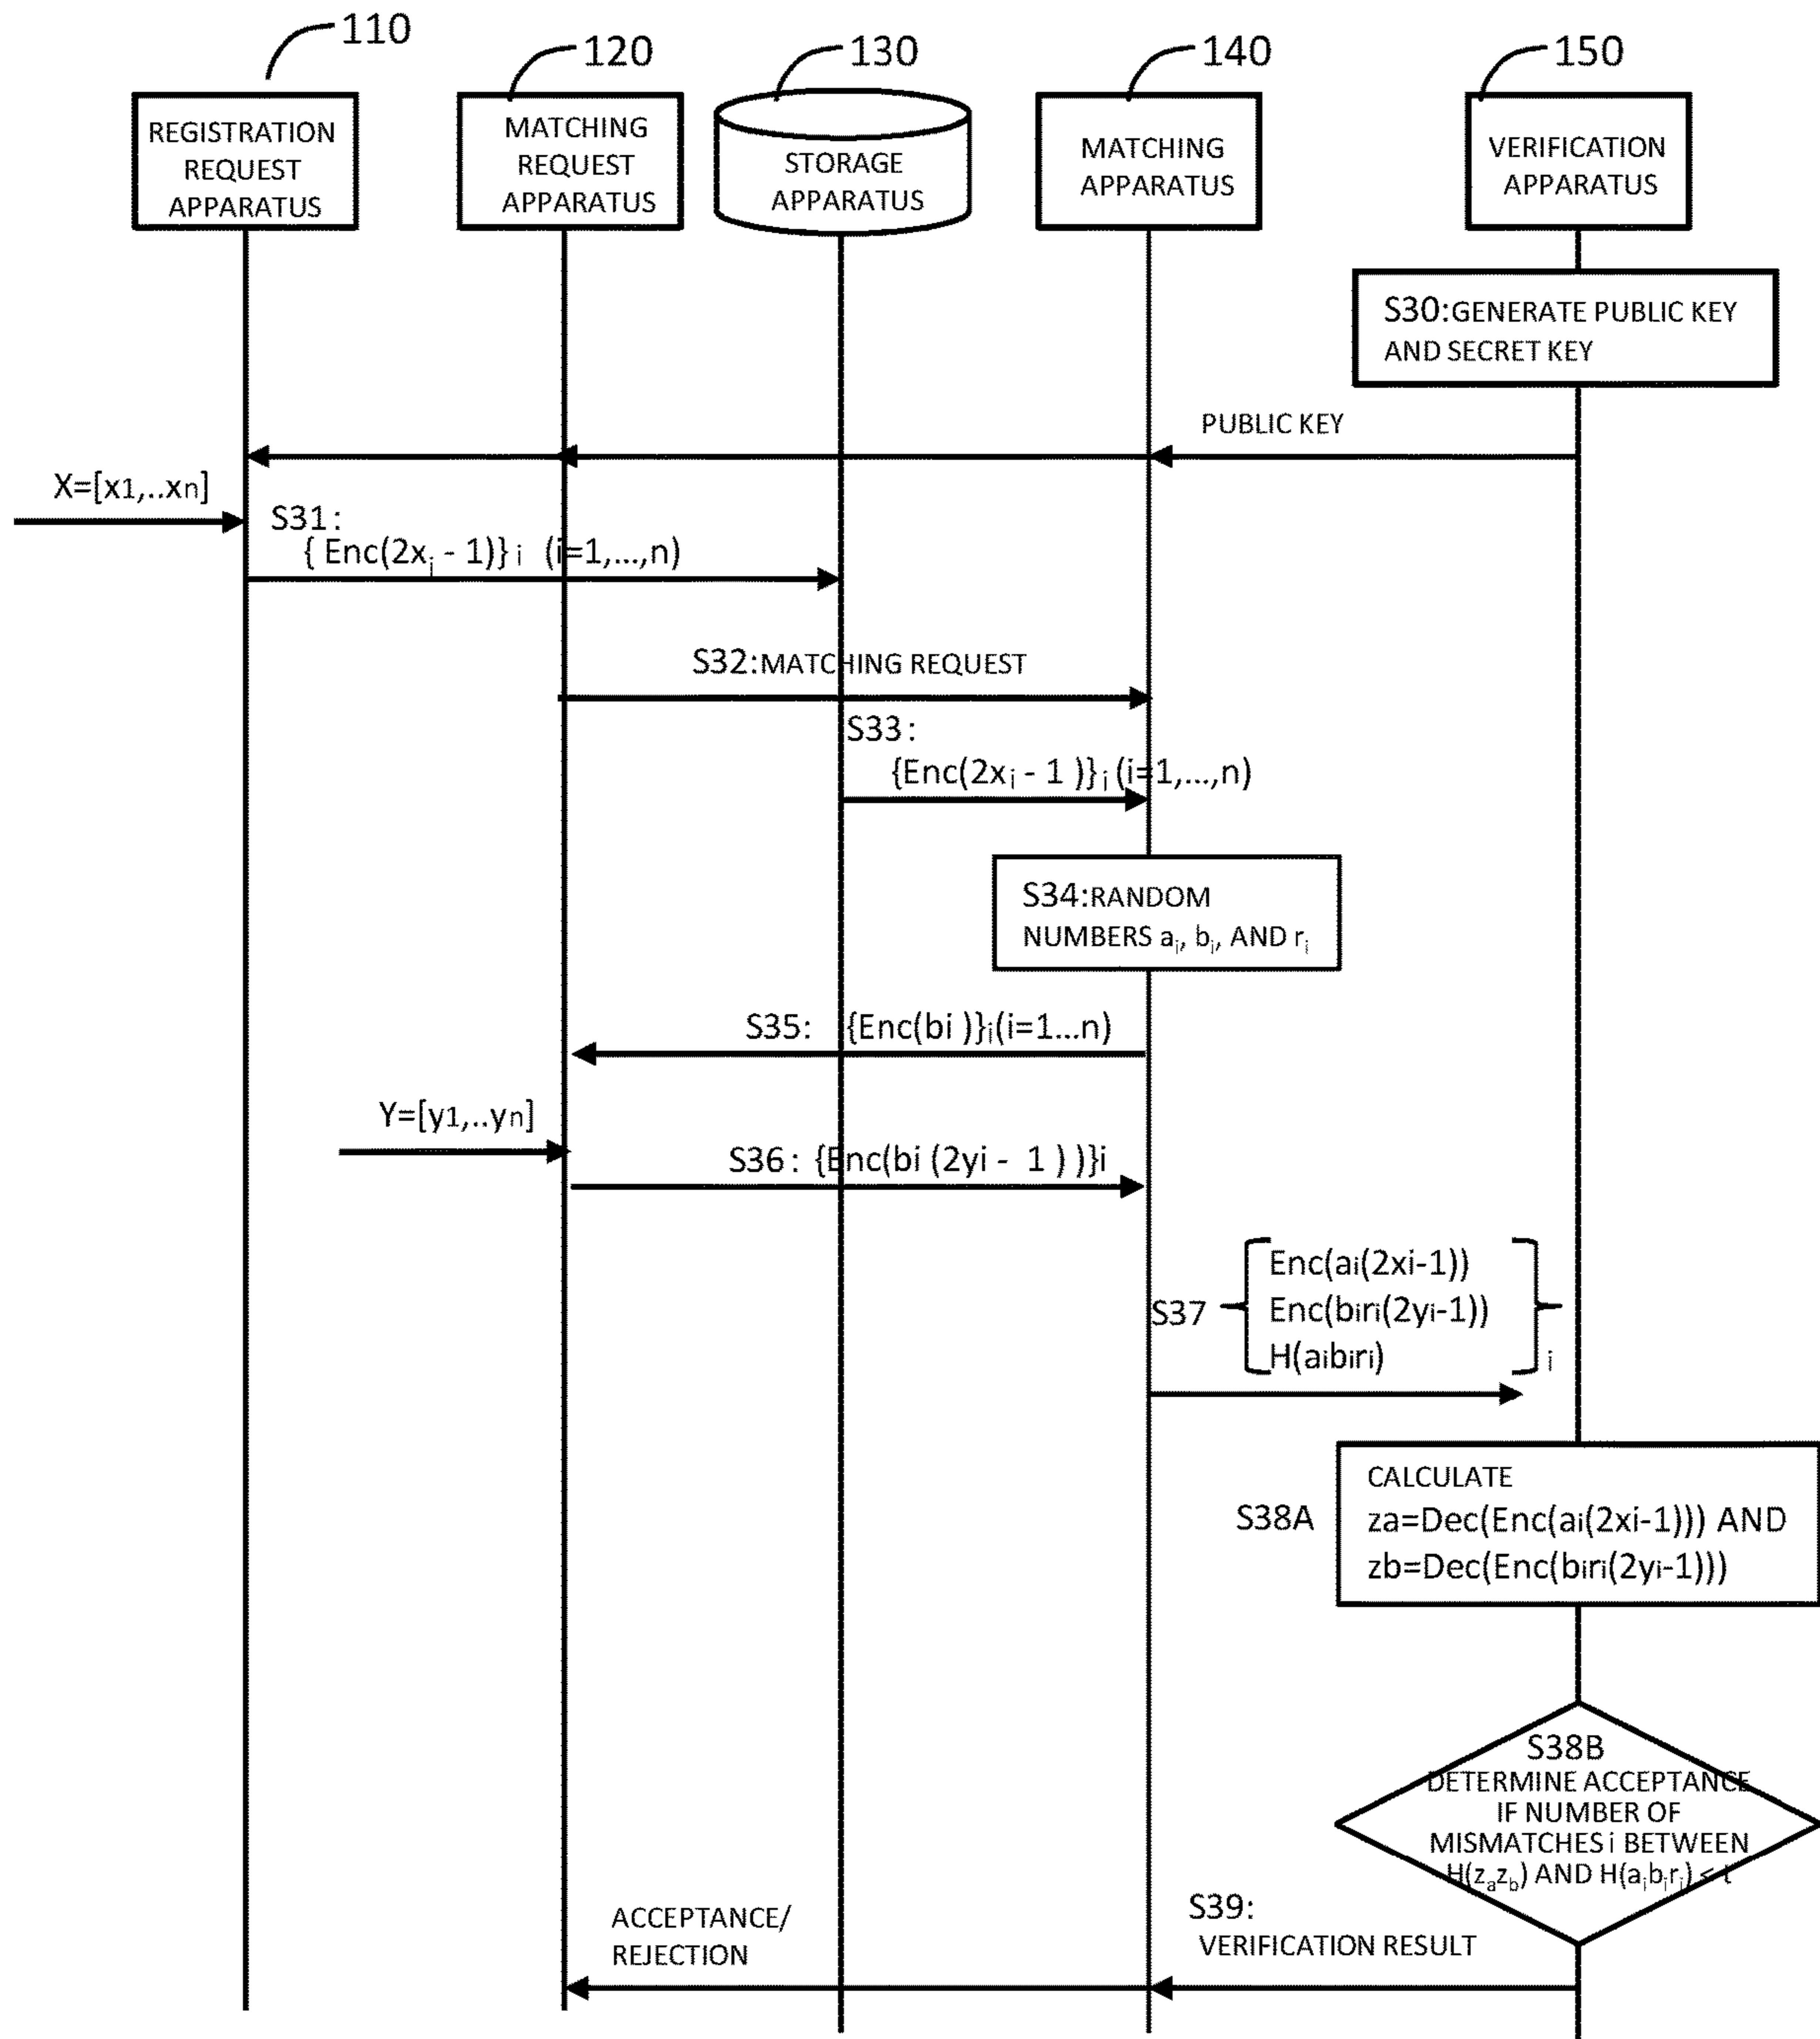 110
120
130
140
150
REGISTRATION
REQUEST
APPARATUS
MATCHING
REQUEST
APPARATUS
STORAGE
APPARATUS
MATCHING
APPARATUS
VERIFICATION
APPARATUS
S30:GENERATE PUBLIC KEY
AND SECRET KEY
PUBLIC KEY
X=[x1,..xn]
S31:
{ Enc(2xi - 1)}i (i=1,...,n)
S32:MATCHING REQUEST
S33:
{Enc(2xi - 1 )}i (i=1,...,n)
S34:RANDOM
NUMBERS ai, bi, AND ri
S35: {Enc(bi )}i(i=1...n)
Y=[y1,..yn]
S36: {Enc(bi (2yi - 1 ) )}i
Enc(ai(2xi-1))
S37 Enc(biri(2yi-1))
H(aibiri)
i
CALCULATE
S38A za=Dec(Enc(ai(2xi-1))) AND
zb=Dec(Enc(biri(2yi-1)))
S38B
DETERMINE ACCEPTANCE
IF NUMBER OF
MISMATCHES i BETWEEN
H(zazb) AND H(aibiri) < t
S39:
VERIFICATION RESULT
ACCEPTANCE/
REJECTION